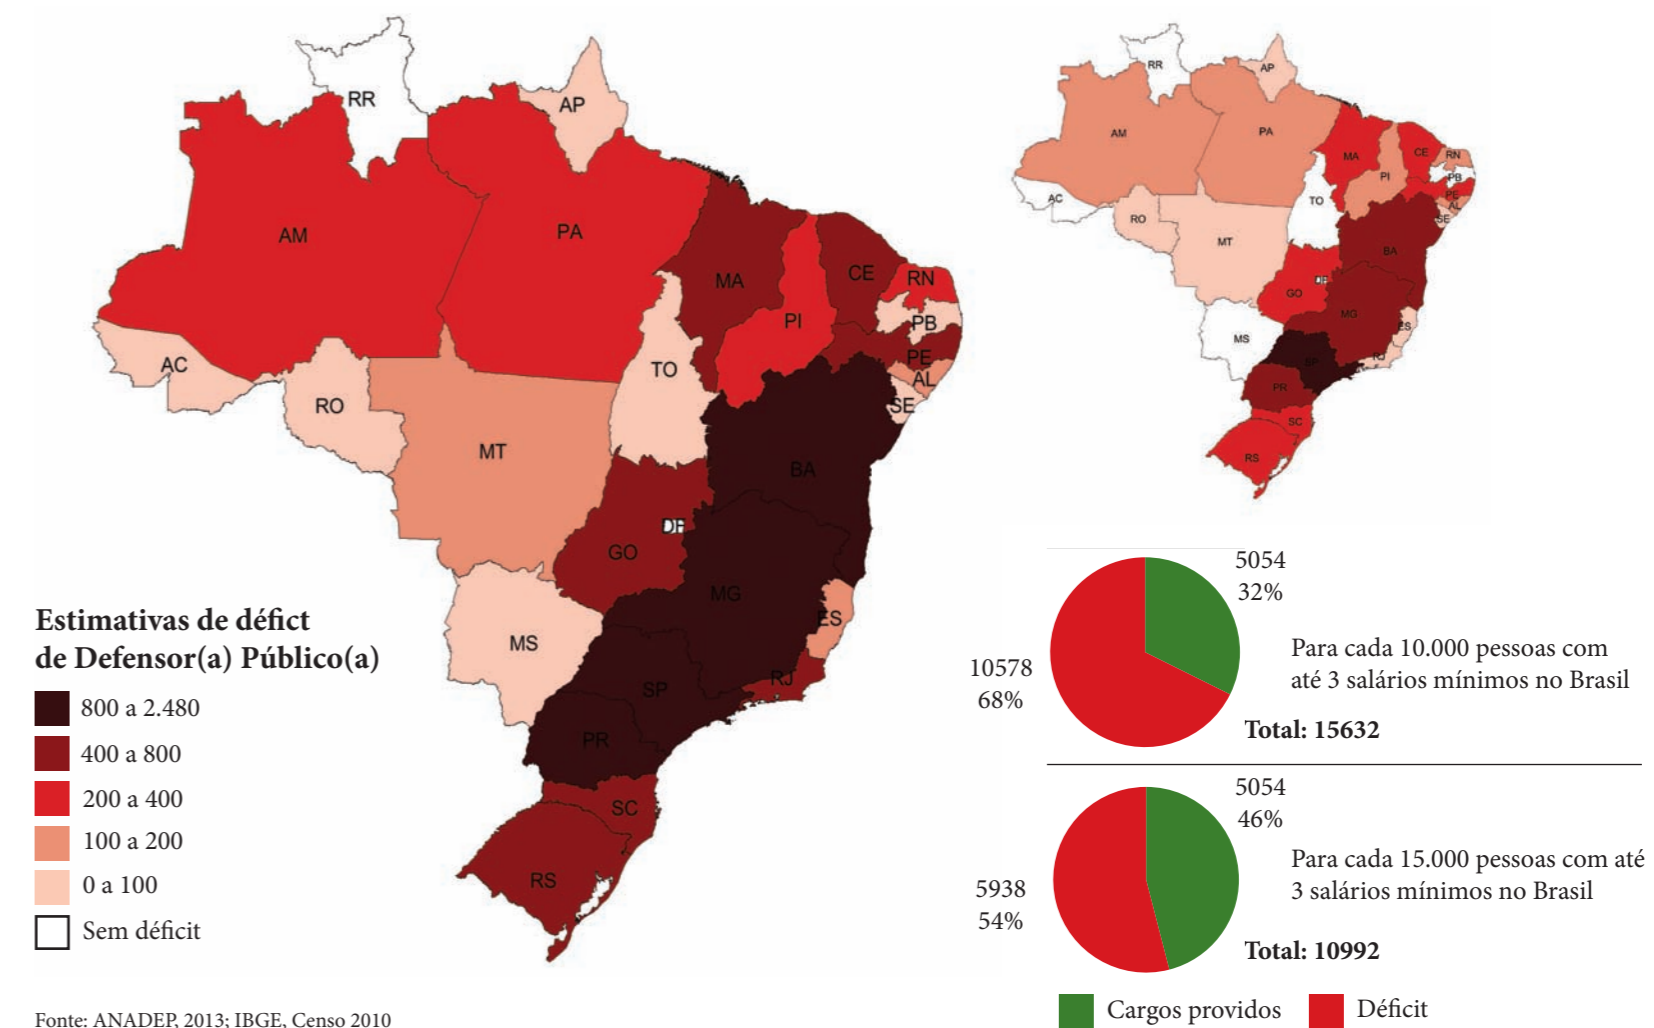 RR
AP
AM
PA
MA
CE
RN
PI
PB
PE
AL
SE
AC
RO
TO
MT
BA
DF
GO
MG
ES
MS
RJ
SP
PR
SC
RS
Estimativas de défict
de Defensor(a) Público(a)
800 a 2.480
400 a 800
200 a 400
100 a 200
0 a 100
Sem déficit
Fonte: ANADEP, 2013; IBGE, Censo 2010
RR
AP
AM
PA
MA
CE
RN
PI
PB
PE
AL
SE
AC
RO
TO
MT
BA
DF
GO
MG
ES
MS
RJ
SP
PR
SC
RS
5054
32%
10578
68%
Para cada 10.000 pessoas com
até 3 salários mínimos no Brasil
Total: 15632
5054
46%
5938
54%
Para cada 15.000 pessoas com até
3 salários mínimos no Brasil
Total: 10992
Cargos providos
Déficit